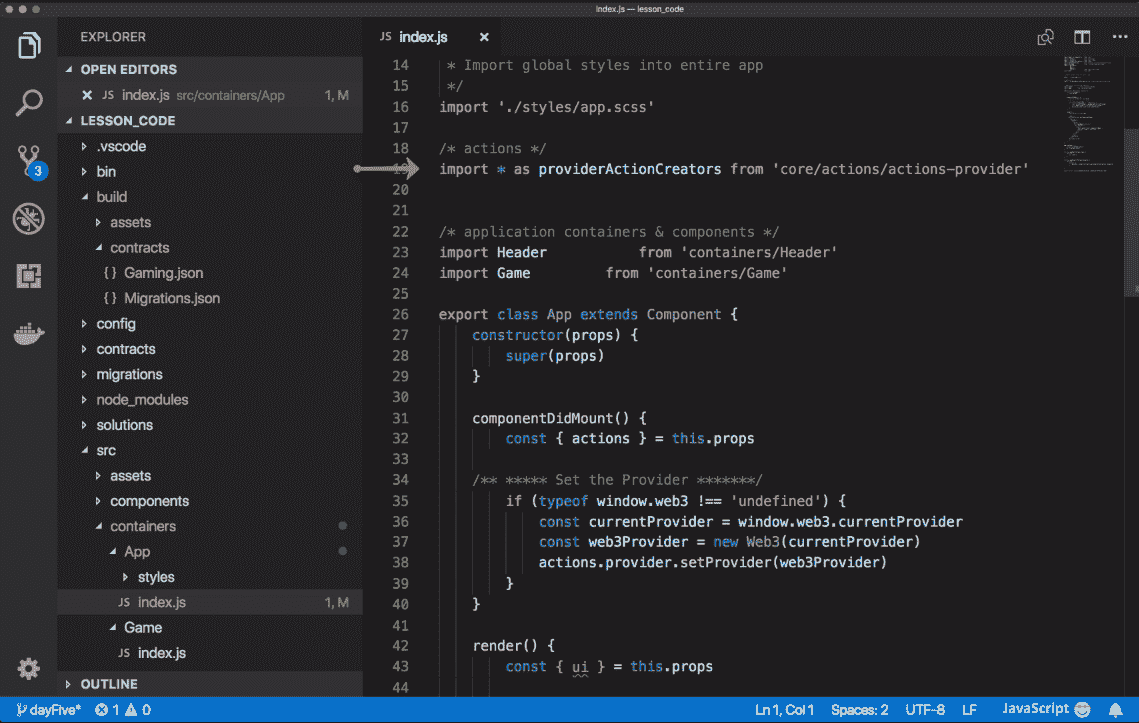 index.js — lesson_code
EXPLORER
OPEN EDITORS
JS index.js src/containers/App 1, M
LESSON_CODE
.vscode
bin
build
assets
contracts
{} Gaming.json
{} Migrations.json
config
contracts
migrations
node_modules
solutions
src
assets
components
containers
App
styles
JS index.js 1, M
Game
JS index.js
OUTLINE
JS index.js
14 * Import global styles into entire app
15 */
16 import './styles/app.scss'
17
18 /* actions */
import * as providerActionCreators from 'core/actions/actions-provider'
20
21
22 /* application containers & components */
23 import Header from 'containers/Header'
24 import Game from 'containers/Game'
25
26 export class App extends Component {
27 constructor(props) {
28 super(props)
29 }
30
31 componentDidMount() {
32 const { actions } = this.props
33
34 /** ***** Set the Provider *******/
35 if (typeof window.web3 !== 'undefined') {
36 const currentProvider = window.web3.currentProvider
37 const web3Provider = new Web3(currentProvider)
38 actions.provider.setProvider(web3Provider)
39 }
40 }
41
42 render() {
43 const { ui } = this.props
44
3
dayFive* 1 0
Ln 1, Col 1 Spaces: 2 UTF-8 LF JavaScript